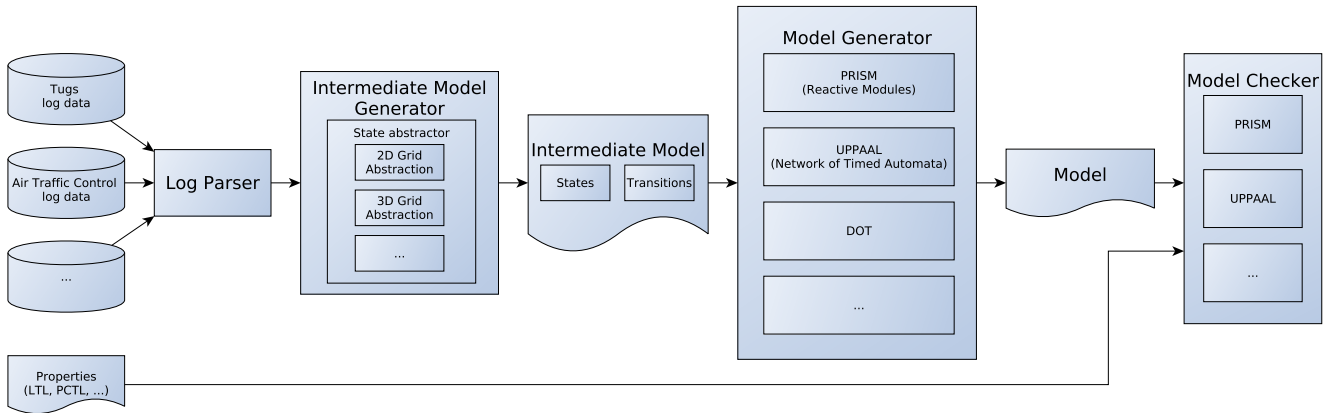 Tugs
log data
Air Traffic Control
log data
...
Properties
(LTL, PCTL, ...)
Log Parser
Intermediate Model
Generator
State abstractor
2D Grid
Abstraction
3D Grid
Abstraction
...
Intermediate Model
States
Transitions
Model Generator
PRISM
(Reactive Modules)
UPPAAL
(Network of Timed Automata)
DOT
...
Model
Model Checker
PRISM
UPPAAL
...